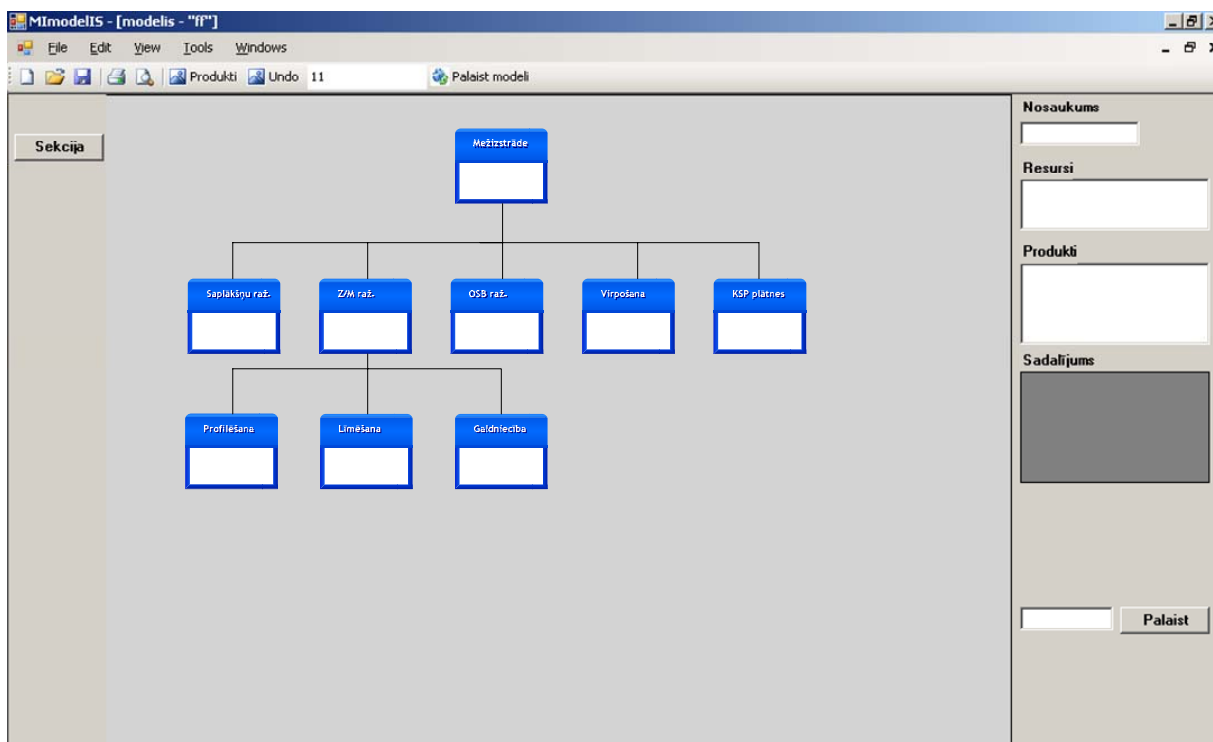 MImodelIS - [modelis - "ff"]
File Edit View Tools Windows
Produkti Undo 11 Palaist modeli
Sekcija
Nosaukums
Resursi
Produkti
Sadalījums
Palaist
Mežizstrāde
Saplākšņu raž. Z/M raž. OSB raž. Virpošana KSP plātnes
Profilēšana Līmēšana Galdniecība